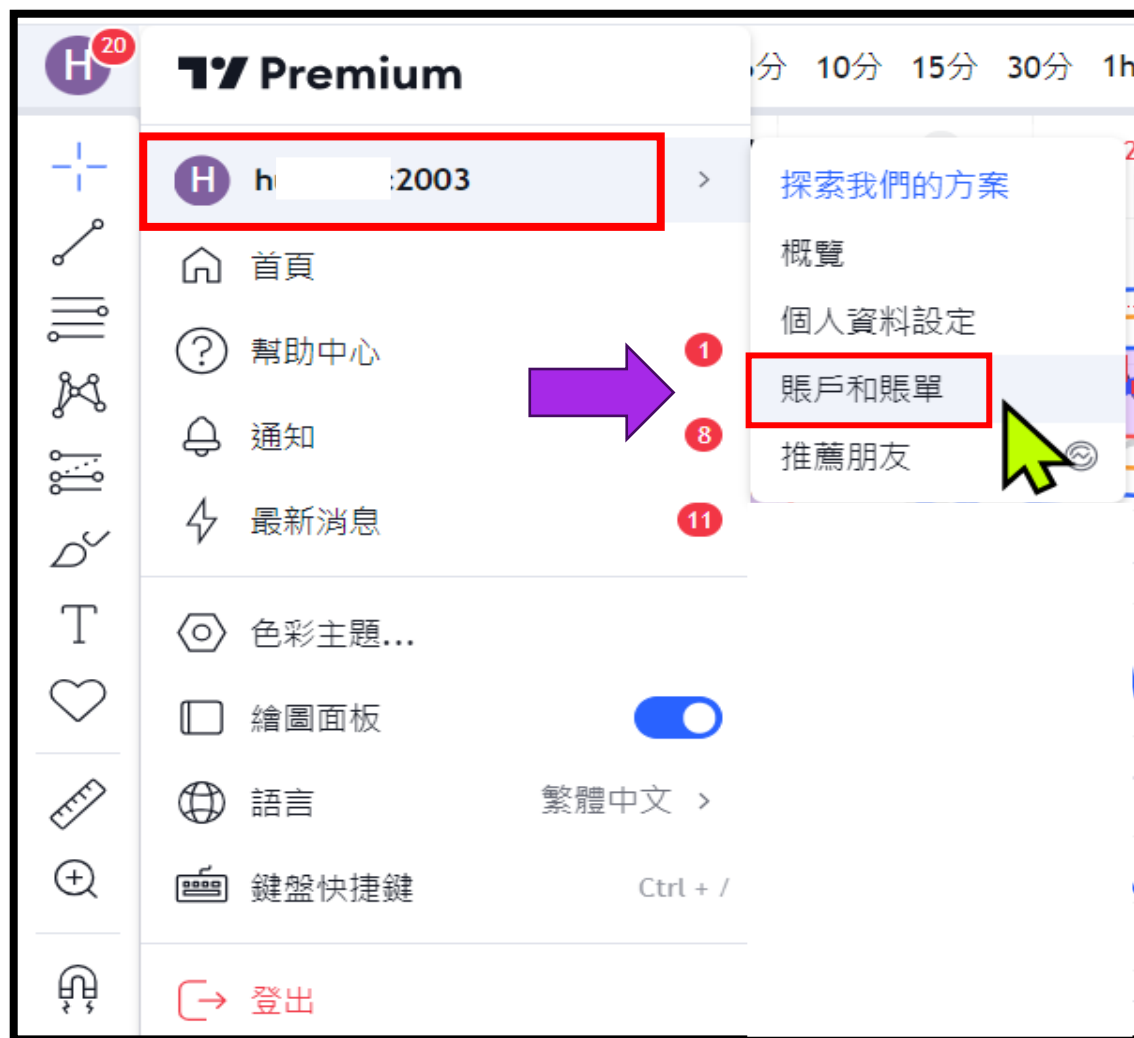 H 20
TV Premium
分 10分 15分 30分 1h
H h :2003
探索我們的方案
概覽
首頁
個人資料設定
幫助中心 1
賬戶和賬單
通知 8
推薦朋友
最新消息 11
色彩主題...
繪圖面板
語言 繁體中文
鍵盤快捷鍵 Ctrl + /
登出